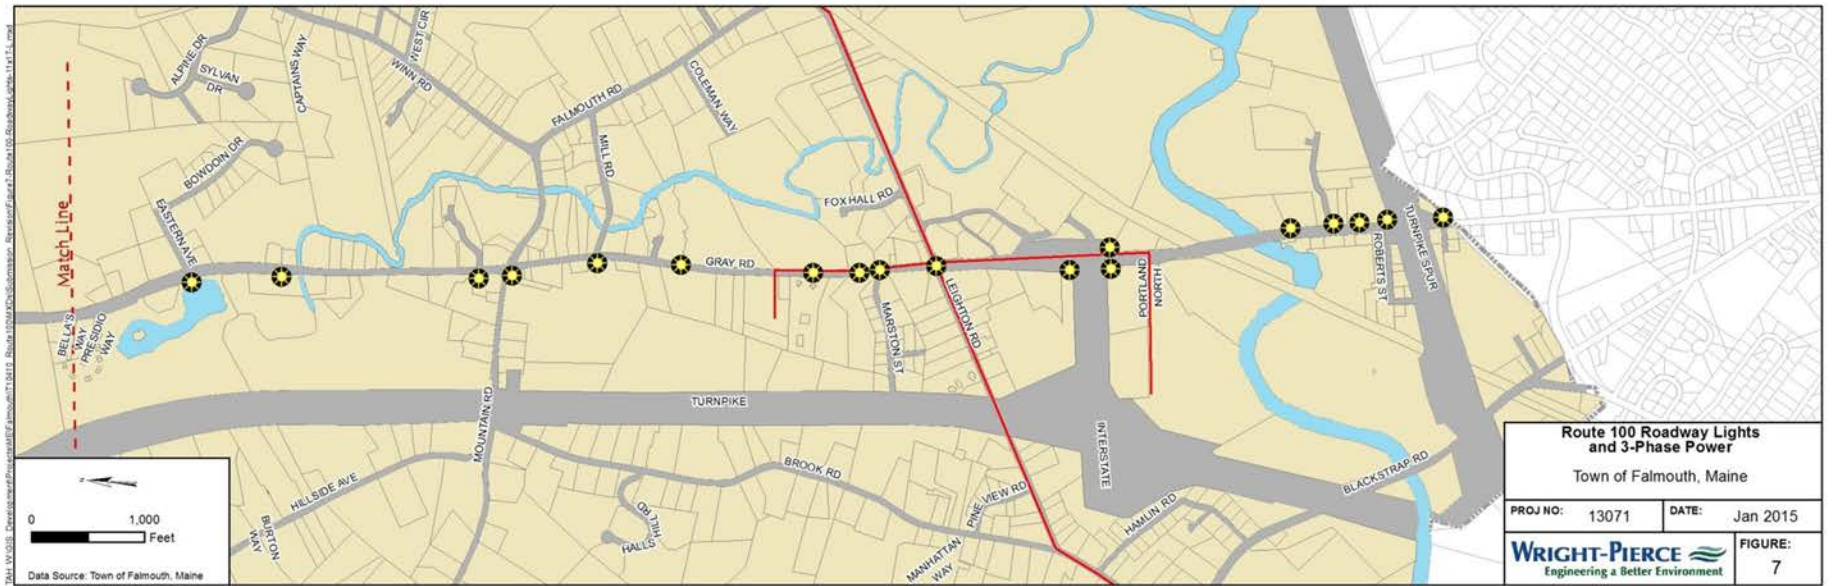 ALPINE DR
SYLVAN
DR
CAPTAINS WAY
WEST CIR
WINN RD
FALMOUTH RD
COLEMAN WAY
MILL RD
BOWDOIN DR
EASTERN AVE
Match Line
BELLA'S
WAY
PRESIDIO
WAY
FOX HALL RD
GRAY RD
LEIGHTON RD
MARSTON ST
PORTLAND
NORTH
ROBERTS ST
TURNPIKE SPUR
TURNPIKE
MOUNTAIN RD
INTERSTATE
HILLSIDE AVE
BURTON
WAY
HALLS
HILL RD
BROOK RD
PINE VIEW RD
MANHATTAN
WAY
HAMLIN RD
BLACKSTRAP RD
0 1,000
Feet
Data Source: Town of Falmouth, Maine
Route 100 Roadway Lights
and 3-Phase Power
Town of Falmouth, Maine
PROJ NO: 13071 DATE: Jan 2015
WRIGHT-PIERCE
Engineering a Better Environment
FIGURE:
7